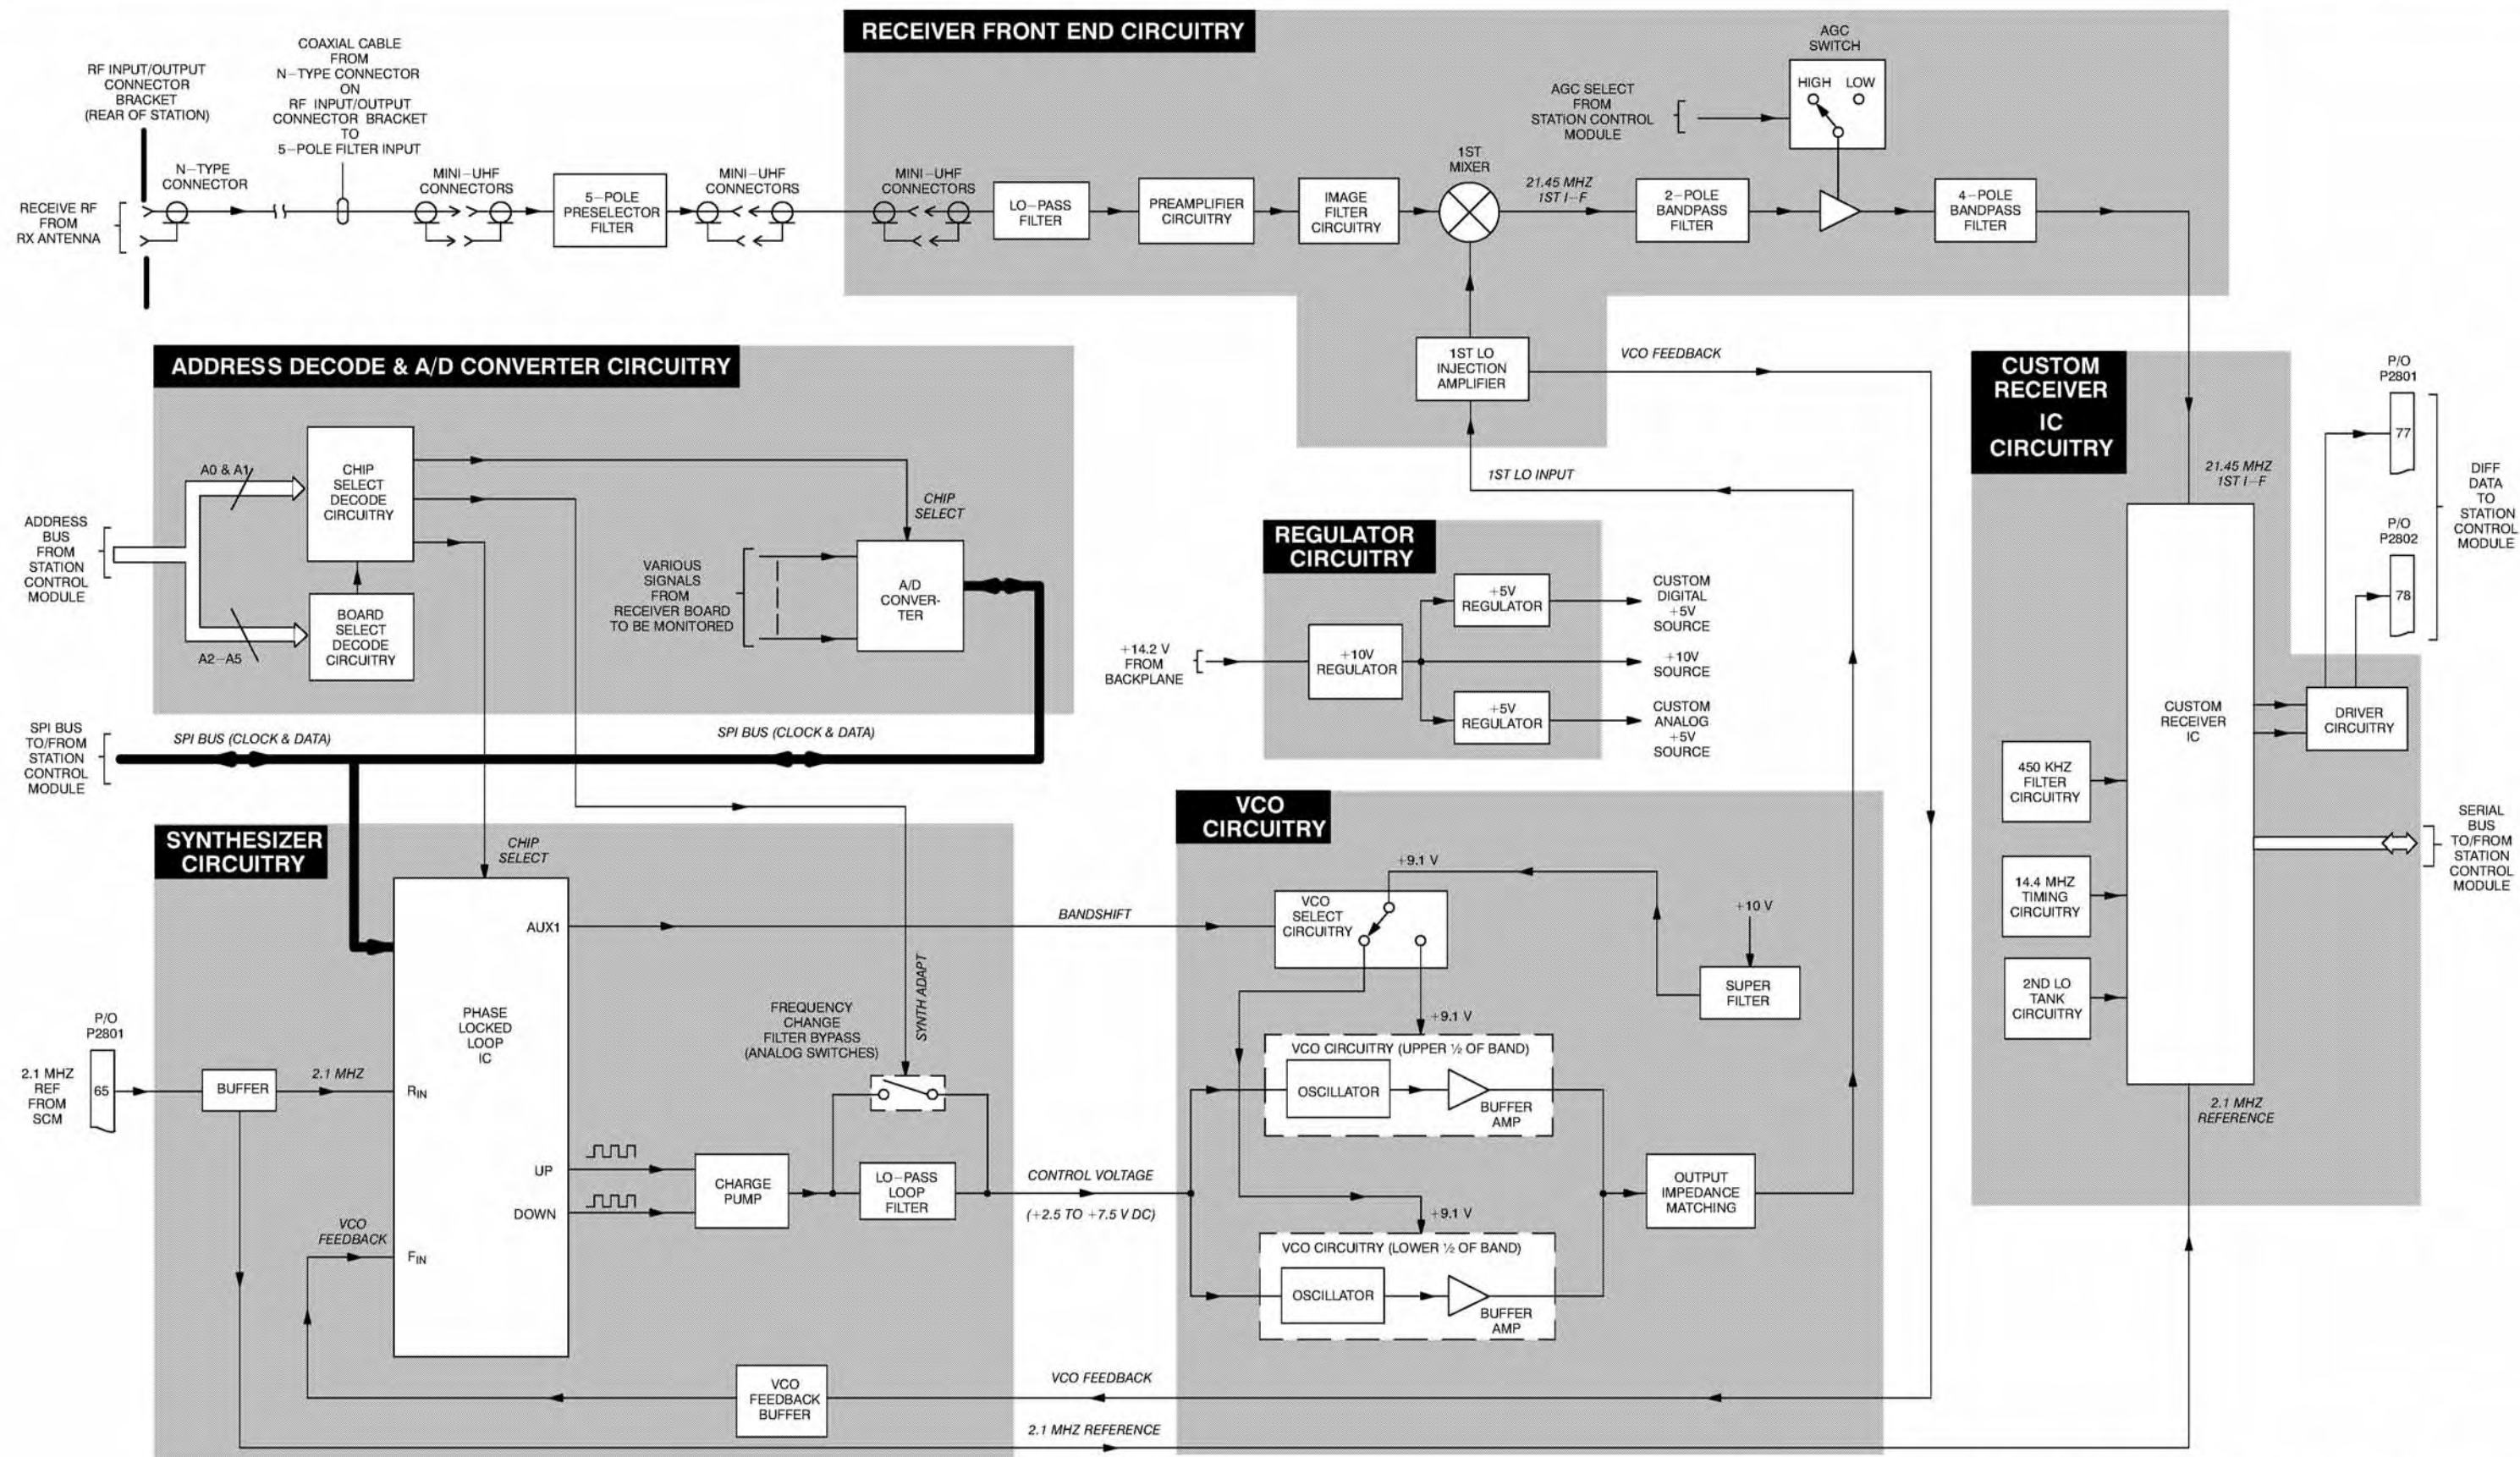 RECEIVER FRONT END CIRCUITRY
RF INPUT/OUTPUT
CONNECTOR
BRACKET
(REAR OF STATION)
COAXIAL CABLE
FROM
N-TYPE CONNECTOR
ON
RF INPUT/OUTPUT
CONNECTOR BRACKET
TO
5-POLE FILTER INPUT
N-TYPE
CONNECTOR
RECEIVE RF
FROM
RX ANTENNA
MINI-UHF
CONNECTORS
5-POLE
PRESELECTOR
FILTER
MINI-UHF
CONNECTORS
MINI-UHF
CONNECTORS
LO-PASS
FILTER
PREAMPLIFIER
CIRCUITRY
IMAGE
FILTER
CIRCUITRY
1ST
MIXER
21.45 MHZ
1ST I-F
AGC SELECT
FROM
STATION CONTROL
MODULE
AGC
SWITCH
HIGH LOW
2-POLE
BANDPASS
FILTER
4-POLE
BANDPASS
FILTER
1ST LO
INJECTION
AMPLIFIER
VCO FEEDBACK
1ST LO INPUT
ADDRESS DECODE & A/D CONVERTER CIRCUITRY
ADDRESS
BUS
FROM
STATION
CONTROL
MODULE
A0 & A1
A2-A5
CHIP
SELECT
DECODE
CIRCUITRY
BOARD
SELECT
DECODE
CIRCUITRY
CHIP
SELECT
VARIOUS
SIGNALS
FROM
RECEIVER BOARD
TO BE MONITORED
A/D
CONVER-
TER
SPI BUS
TO/FROM
STATION
CONTROL
MODULE
SPI BUS (CLOCK & DATA)
SPI BUS (CLOCK & DATA)
REGULATOR
CIRCUITRY
+14.2 V
FROM
BACKPLANE
+10V
REGULATOR
+5V
REGULATOR
+5V
REGULATOR
CUSTOM
DIGITAL
+5V
SOURCE
+10V
SOURCE
CUSTOM
ANALOG
+5V
SOURCE
CUSTOM
RECEIVER
IC
CIRCUITRY
21.45 MHZ
1ST I-F
P/O
P2801
77
P/O
P2802
78
DIFF
DATA
TO
STATION
CONTROL
MODULE
CUSTOM
RECEIVER
IC
DRIVER
CIRCUITRY
450 KHZ
FILTER
CIRCUITRY
14.4 MHZ
TIMING
CIRCUITRY
2ND LO
TANK
CIRCUITRY
SERIAL
BUS
TO/FROM
STATION
CONTROL
MODULE
2.1 MHZ
REFERENCE
SYNTHESIZER
CIRCUITRY
CHIP
SELECT
P/O
P2801
2.1 MHZ
REF
FROM
SCM
65
BUFFER
2.1 MHZ
PHASE
LOCKED
LOOP
IC
AUX1
RIN
UP
DOWN
FIN
VCO
FEEDBACK
CHARGE
PUMP
FREQUENCY
CHANGE
FILTER BYPASS
(ANALOG SWITCHES)
SYNTH ADAPT
LO-PASS
LOOP
FILTER
VCO
FEEDBACK
BUFFER
BANDSHIFT
CONTROL VOLTAGE
(+2.5 TO +7.5 V DC)
VCO FEEDBACK
2.1 MHZ REFERENCE
VCO
CIRCUITRY
VCO
SELECT
CIRCUITRY
+9.1 V
+10 V
SUPER
FILTER
+9.1 V
VCO CIRCUITRY (UPPER ½ OF BAND)
OSCILLATOR
BUFFER
AMP
+9.1 V
VCO CIRCUITRY (LOWER ½ OF BAND)
OSCILLATOR
BUFFER
AMP
OUTPUT
IMPEDANCE
MATCHING